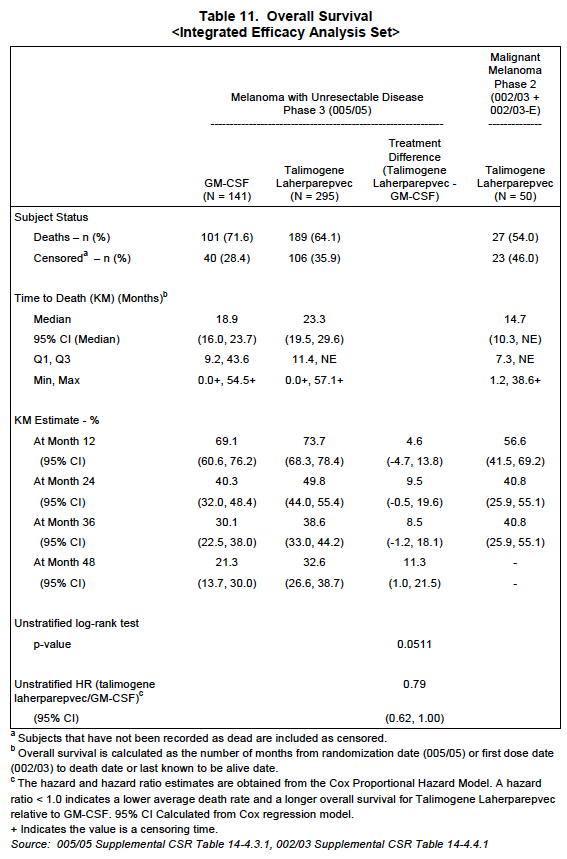 Table 11. Overall Survival
<Integrated Efficacy Analysis Set>
Melanoma with Unresectable Disease
Phase 3 (005/05)
Malignant
Melanoma
Phase 2
(002/03 +
002/03-E)
GM-CSF
(N = 141)
Talimogene
Laherparepvec
(N = 295)
Treatment
Difference
(Talimogene
Laherparepvec -
GM-CSF)
Talimogene
Laherparepvec
(N = 50)
Subject Status
Deaths – n (%) 101 (71.6) 189 (64.1) 27 (54.0)
Censored^a – n (%) 40 (28.4) 106 (35.9) 23 (46.0)
Time to Death (KM) (Months)^b
Median 18.9 23.3 14.7
95% CI (Median) (16.0, 23.7) (19.5, 29.6) (10.3, NE)
Q1, Q3 9.2, 43.6 11.4, NE 7.3, NE
Min, Max 0.0+, 54.5+ 0.0+, 57.1+ 1.2, 38.6+
KM Estimate - %
At Month 12 69.1 73.7 4.6 56.6
(95% CI) (60.6, 76.2) (68.3, 78.4) (-4.7, 13.8) (41.5, 69.2)
At Month 24 40.3 49.8 9.5 40.8
(95% CI) (32.0, 48.4) (44.0, 55.4) (-0.5, 19.6) (25.9, 55.1)
At Month 36 30.1 38.6 8.5 40.8
(95% CI) (22.5, 38.0) (33.0, 44.2) (-1.2, 18.1) (25.9, 55.1)
At Month 48 21.3 32.6 11.3 -
(95% CI) (13.7, 30.0) (26.6, 38.7) (1.0, 21.5) -
Unstratified log-rank test
p-value 0.0511
Unstratified HR (talimogene 0.79
laherparepvec/GM-CSF)^c
(95% CI) (0.62, 1.00)
^a Subjects that have not been recorded as dead are included as censored.
^b Overall survival is calculated as the number of months from randomization date (005/05) or first dose date
(002/03) to death date or last known to be alive date.
^c The hazard and hazard ratio estimates are obtained from the Cox Proportional Hazard Model. A hazard
ratio < 1.0 indicates a lower average death rate and a longer overall survival for Talimogene Laherparepvec
relative to GM-CSF. 95% CI Calculated from Cox regression model.
+ Indicates the value is a censoring time.
Source: 005/05 Supplemental CSR Table 14-4.3.1, 002/03 Supplemental CSR Table 14-4.4.1